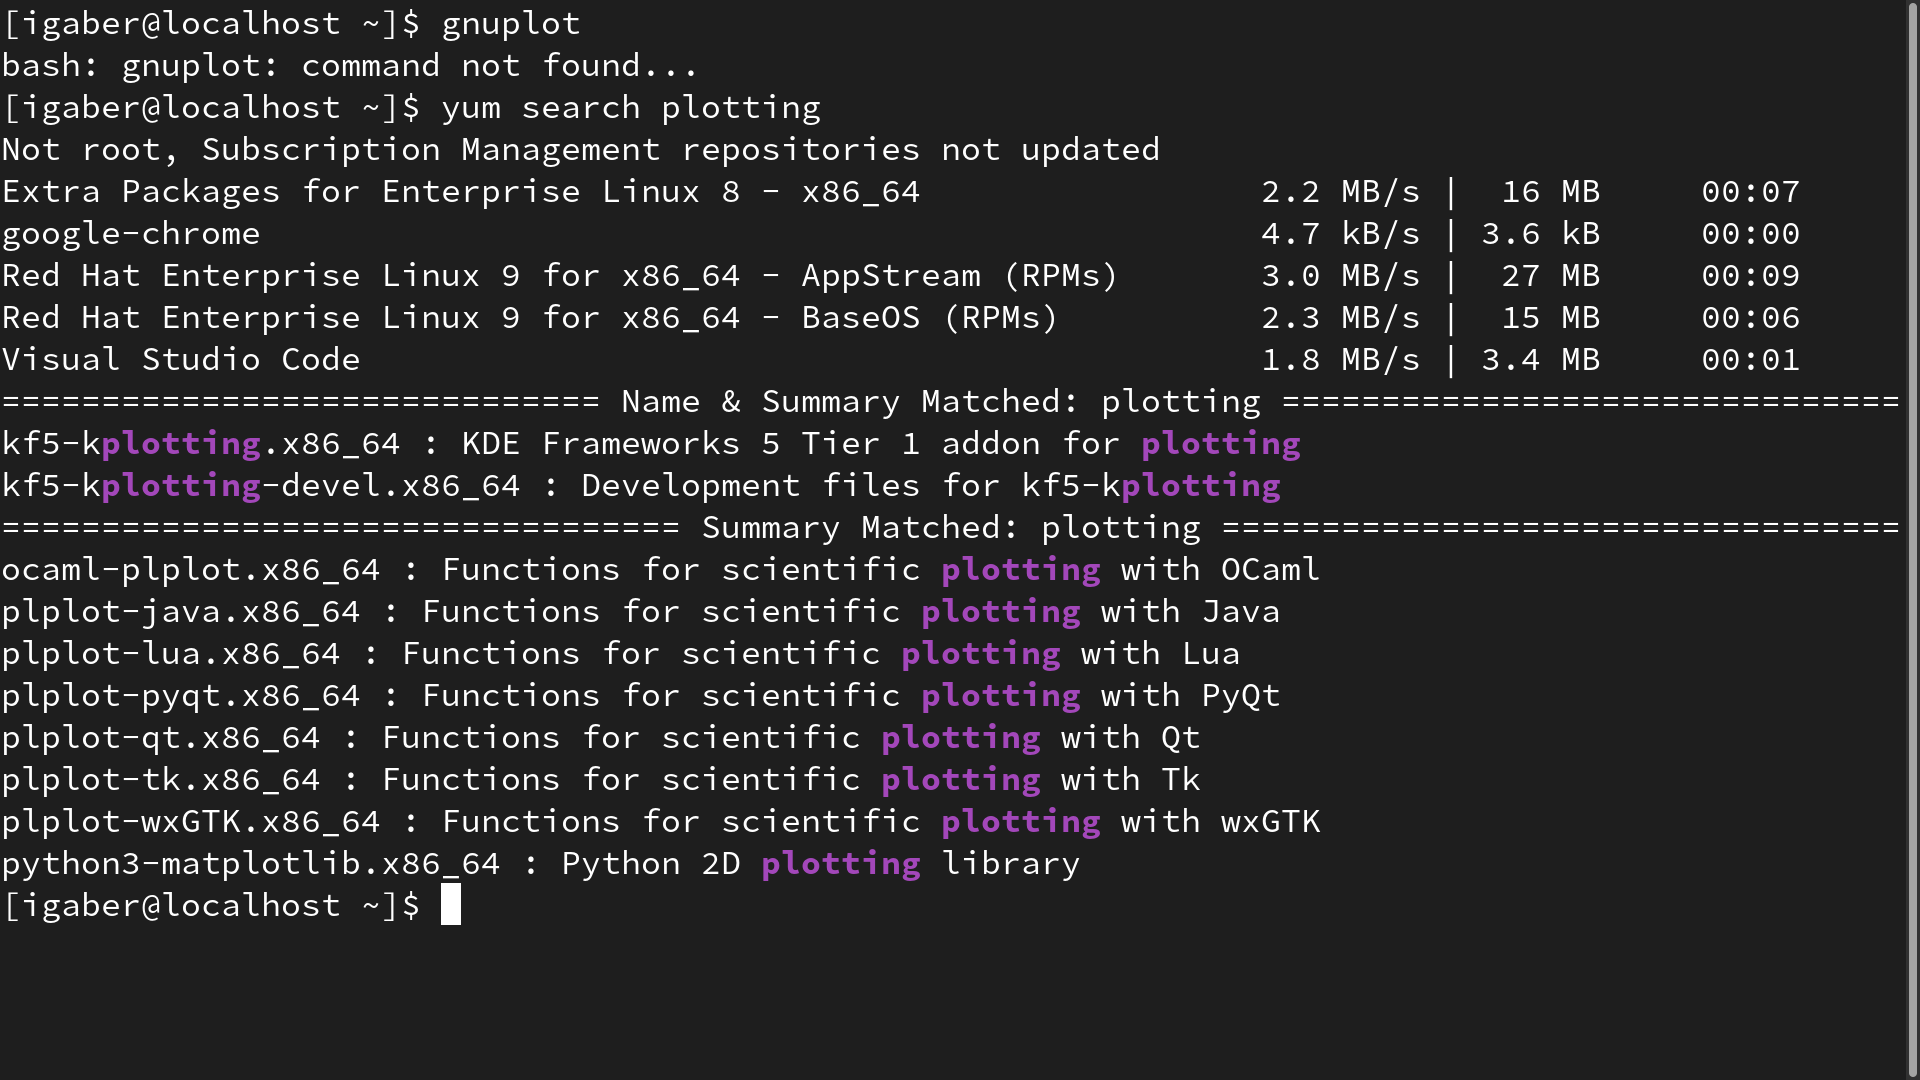 [igaber@localhost ~]$ gnuplot
bash: gnuplot: command not found...
[igaber@localhost ~]$ yum search plotting
Not root, Subscription Management repositories not updated
Extra Packages for Enterprise Linux 8 - x86_64                 2.2 MB/s |  16 MB     00:07
google-chrome                                                  4.7 kB/s | 3.6 kB     00:00
Red Hat Enterprise Linux 9 for x86_64 - AppStream (RPMs)       3.0 MB/s |  27 MB     00:09
Red Hat Enterprise Linux 9 for x86_64 - BaseOS (RPMs)          2.3 MB/s |  15 MB     00:06
Visual Studio Code                                             1.8 MB/s | 3.4 MB     00:01
============================== Name & Summary Matched: plotting ===============================
kf5-kplotting.x86_64 : KDE Frameworks 5 Tier 1 addon for plotting
kf5-kplotting-devel.x86_64 : Development files for kf5-kplotting
================================== Summary Matched: plotting ==================================
ocaml-plplot.x86_64 : Functions for scientific plotting with OCaml
plplot-java.x86_64 : Functions for scientific plotting with Java
plplot-lua.x86_64 : Functions for scientific plotting with Lua
plplot-pyqt.x86_64 : Functions for scientific plotting with PyQt
plplot-qt.x86_64 : Functions for scientific plotting with Qt
plplot-tk.x86_64 : Functions for scientific plotting with Tk
plplot-wxGTK.x86_64 : Functions for scientific plotting with wxGTK
python3-matplotlib.x86_64 : Python 2D plotting library
[igaber@localhost ~]$